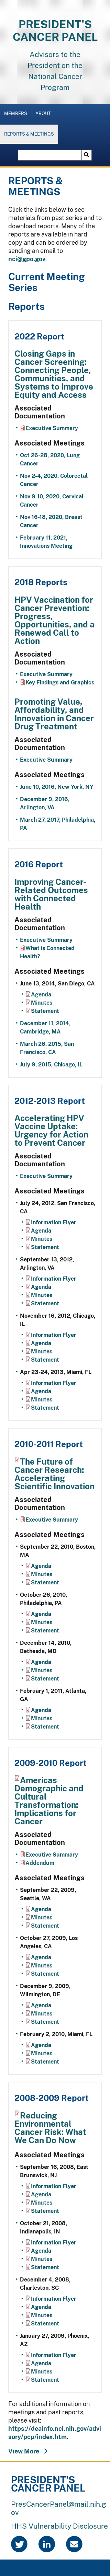 PRESIDENT'S
CANCER PANEL
Advisors to the
President on the
National Cancer
Program
MEMBERS ABOUT
REPORTS & MEETINGS
REPORTS &
MEETINGS
Click the links below to see
thumbnails from past reports
and/or find out more by
downloading a pdf of each.
Any reports that are available
in print can be ordered by
sending an email to
ncipoetinfo@mail.nih.gov
Current Meeting
Series
Reports
2022 Report
Closing Gaps in
Cancer Screening:
Connecting People,
Communities, and
Systems to Improve
Equity and Access
Associated
Documentation
Executive Summary
Associated Meetings
Oct 26-28, 2020, Lung
Cancer
Nov 2-4, 2020, Colorectal
Cancer
Nov 9-10, 2020, Cervical
Cancer
Nov 16-18, 2020, Breast
Cancer
February 11, 2021,
Innovations Meeting
2018 Reports
HPV Vaccination for
Cancer Prevention:
Progress,
Opportunities, and a
Renewed Call to
Action
Associated
Documentation
Executive Summary
Key Findings and Graphics
Promoting Value,
Affordability, and
Innovation in Cancer
Drug Treatment
Associated
Documentation
Executive Summary
Associated Meetings
June 10, 2016, New York, NY
December 9, 2016,
Arlington, VA
March 27, 2017, Philadelphia,
PA
2016 Report
Improving Cancer-
Related Outcomes
with Connected
Health
Associated
Documentation
Executive Summary
What is Connected
Health?
Associated Meetings
June 13, 2014, San Diego, CA
Agenda
Minutes
Statement
December 11, 2014,
Cambridge, MA
March 26, 2015, San
Francisco, CA
July 9, 2015, Chicago, IL
2012-2013 Report
Accelerating HPV
Vaccine Uptake:
Urgency for Action
to Prevent Cancer
Associated
Documentation
Executive Summary
Associated Meetings
July 24, 2012, San Francisco,
CA
Information Flyer
Agenda
Minutes
Statement
September 13, 2012,
Arlington, VA
Information Flyer
Agenda
Minutes
Statement
November 16, 2012, Chicago,
IL
Information Flyer
Agenda
Minutes
Statement
Apr 23-24, 2013, Miami, FL
Information Flyer
Agenda
Minutes
Statement
2010-2011 Report
The Future of
Cancer Research:
Accelerating
Scientific Innovation
Associated
Documentation
Executive Summary
Associated Meetings
September 22, 2010, Boston,
MA
Agenda
Minutes
Statement
October 26, 2010,
Philadelphia, PA
Agenda
Minutes
Statement
December 14, 2010,
Bethesda, MD
Agenda
Minutes
Statement
February 1, 2011, Atlanta,
GA
Agenda
Minutes
Statement
2009-2010 Report
Americas
Demographic and
Cultural
Transformation:
Implications for
Cancer
Associated
Documentation
Executive Summary
Addendum
Associated Meetings
September 22, 2009,
Seattle, WA
Agenda
Minutes
Statement
October 27, 2009, Los
Angeles, CA
Agenda
Minutes
Statement
December 9, 2009,
Wilmington, DE
Agenda
Minutes
Statement
February 2, 2010, Miami, FL
Agenda
Minutes
Statement
2008-2009 Report
Reducing
Environmental
Cancer Risk: What
We Can Do Now
Associated Meetings
September 16, 2008, East
Brunswick, NJ
Information Flyer
Agenda
Minutes
Statement
October 21, 2008,
Indianapolis, IN
Information Flyer
Agenda
Minutes
Statement
December 4, 2008,
Charleston, SC
Information Flyer
Agenda
Minutes
Statement
January 27, 2009, Phoenix,
AZ
Information Flyer
Agenda
Minutes
Statement
For additional information on
meetings and past reports,
please visit:
https://deainfo.nci.nih.gov/advi
sory/pcp/index.htm.
View More
PRESIDENT'S
CANCER PANEL
PresCancerPanel@mail.nih.g
ov
HHS Vulnerability Disclosure